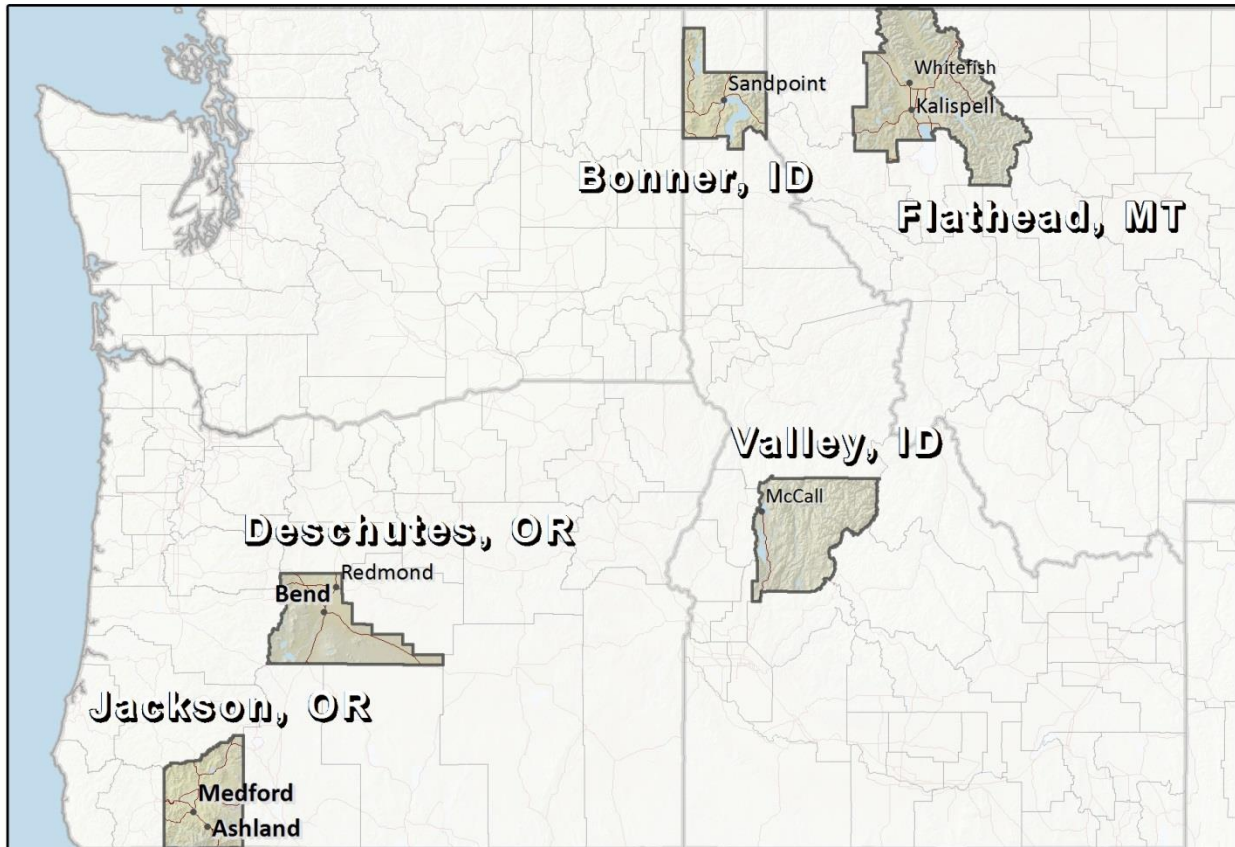 Whitefish
Sandpoint
Kalispell
Bonner, ID
Flathead, MT
Valley, ID
McCall
Deschutes, OR
Redmond
Bend
Jackson, OR
Medford
Ashland